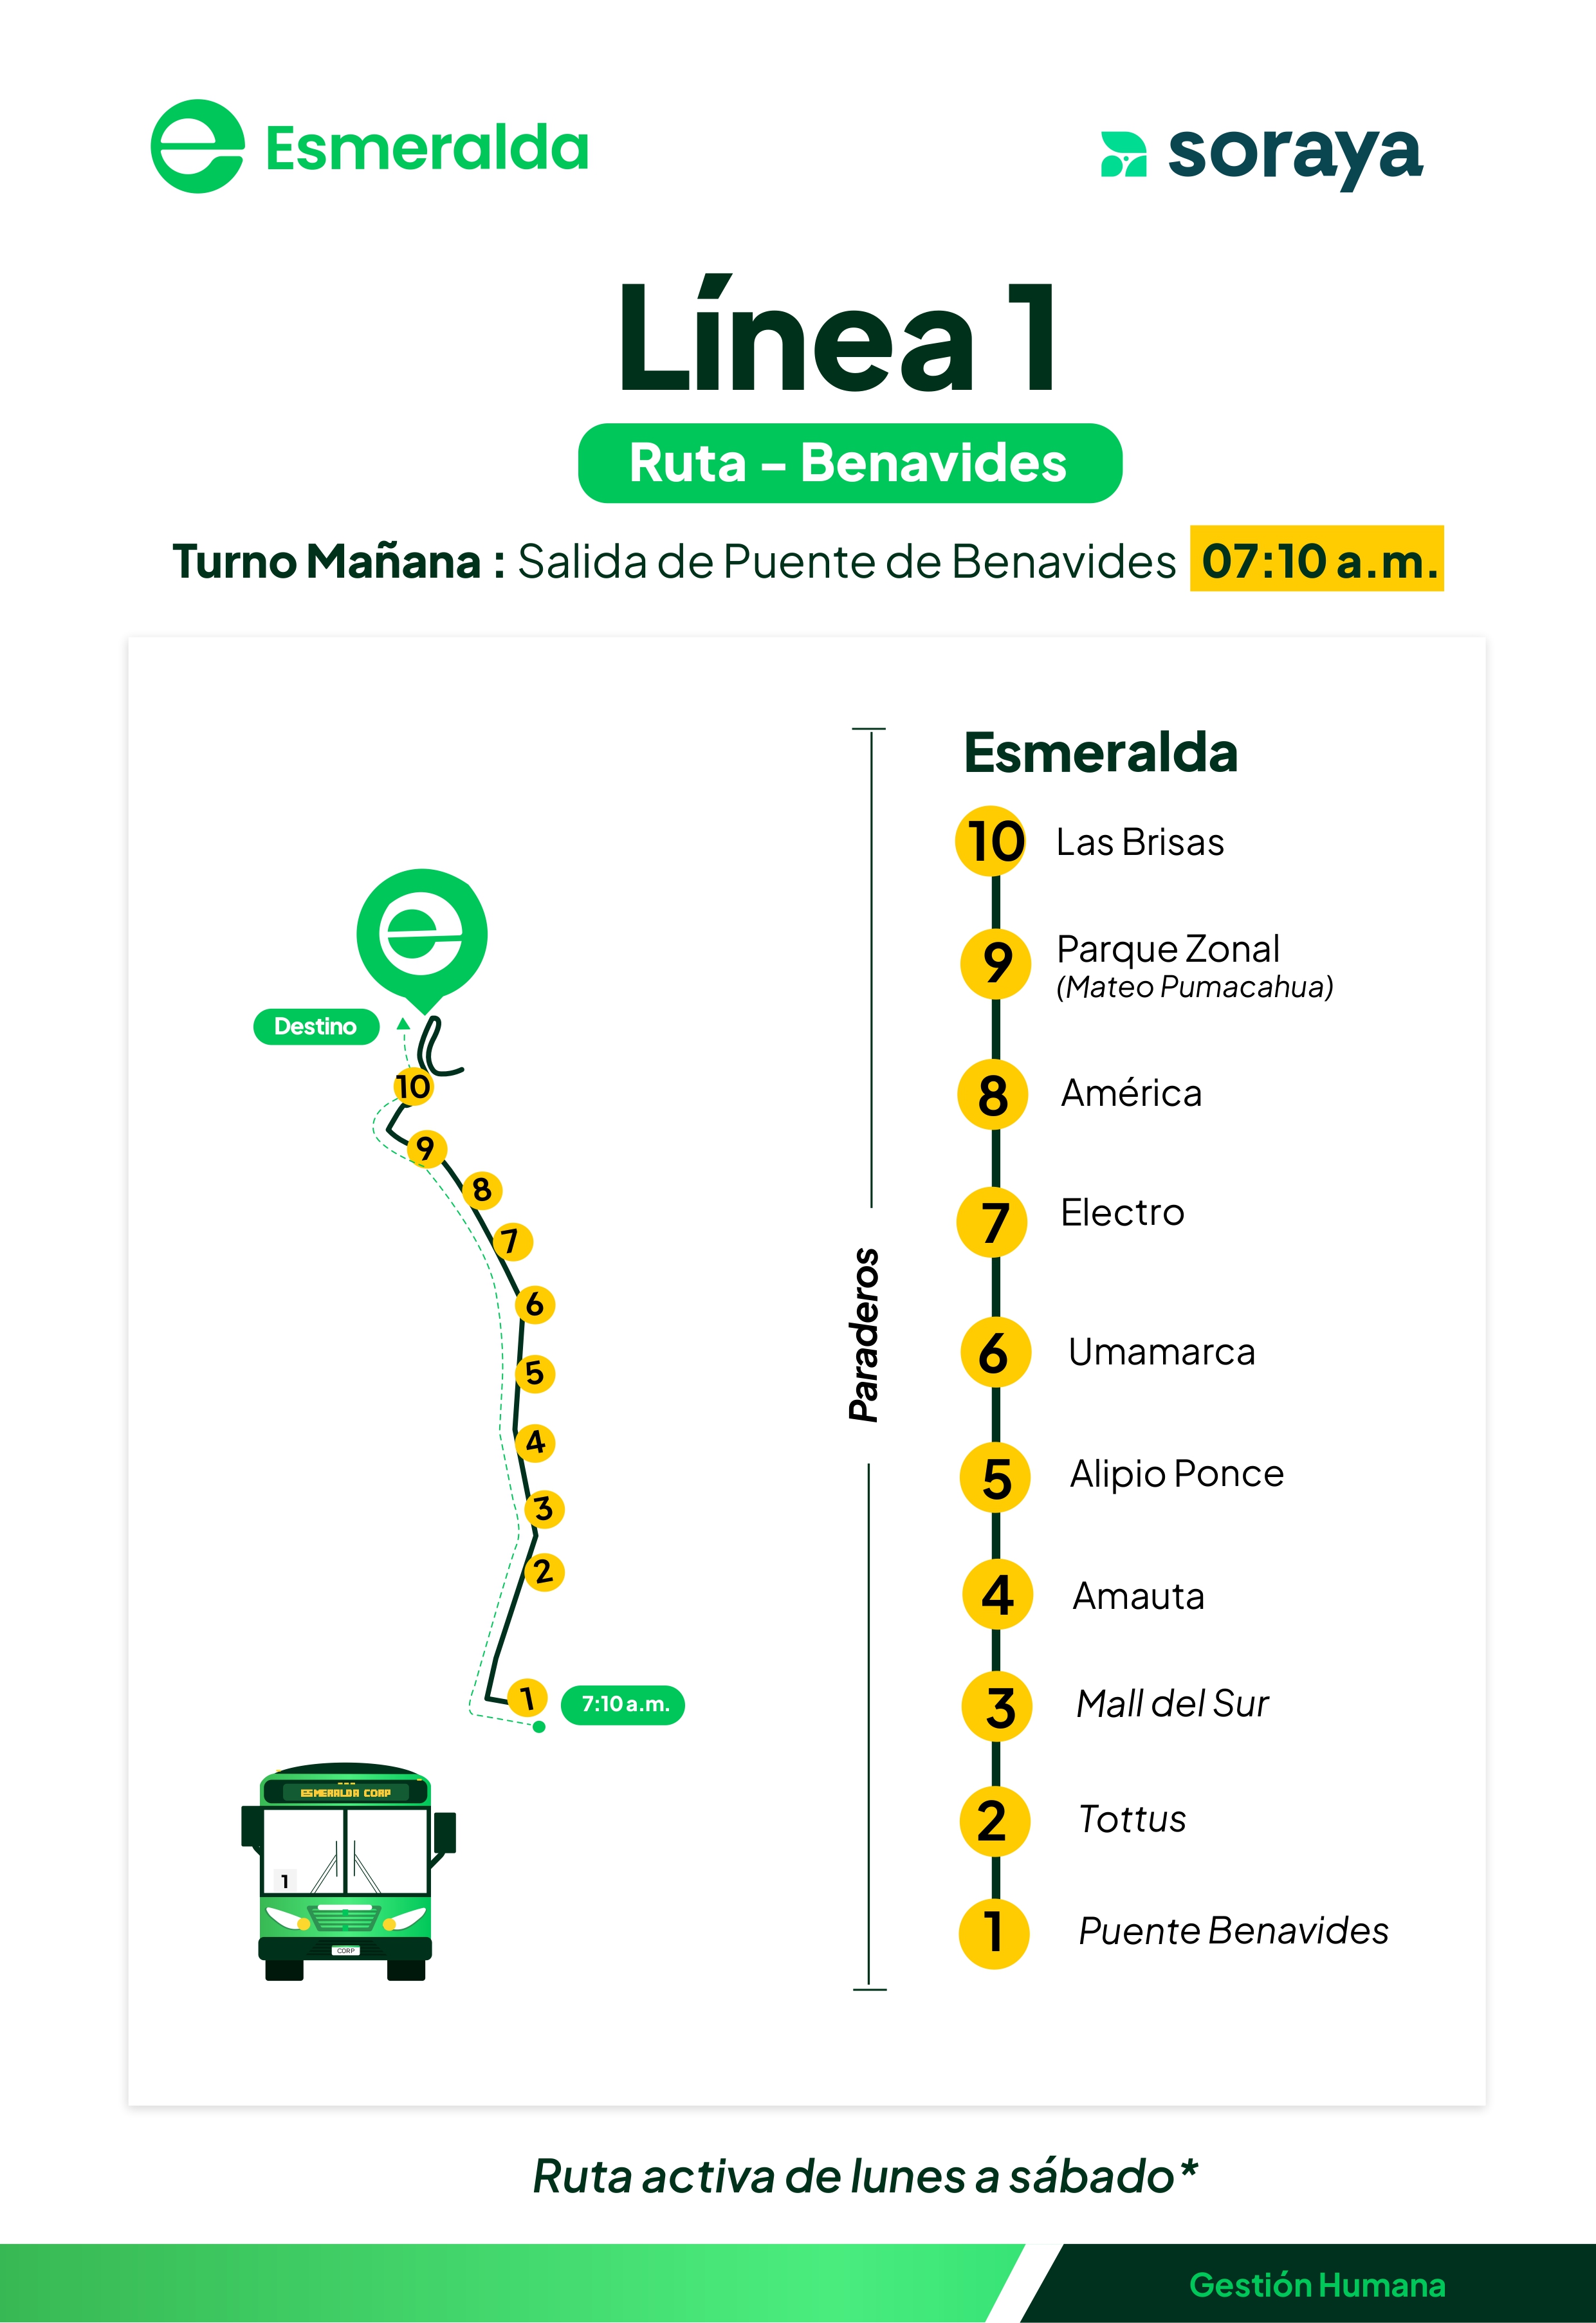 Esmeralda
soraya
Línea 1
Ruta - Benavides
Turno Mañana : Salida de Puente de Benavides 07:10 a.m.
Esmeralda
10 Las Brisas
9 Parque Zonal
(Mateo Pumacahua)
8 América
7 Electro
6 Umamarca
5 Alipio Ponce
4 Amauta
3 Mall del Sur
2 Tottus
1 Puente Benavides
Paraderos
Destino
10
9
8
7
6
5
4
3
2
1 7:10 a.m.
ESMERALDA CORP
1
CORP
Ruta activa de lunes a sábado*
Gestión Humana